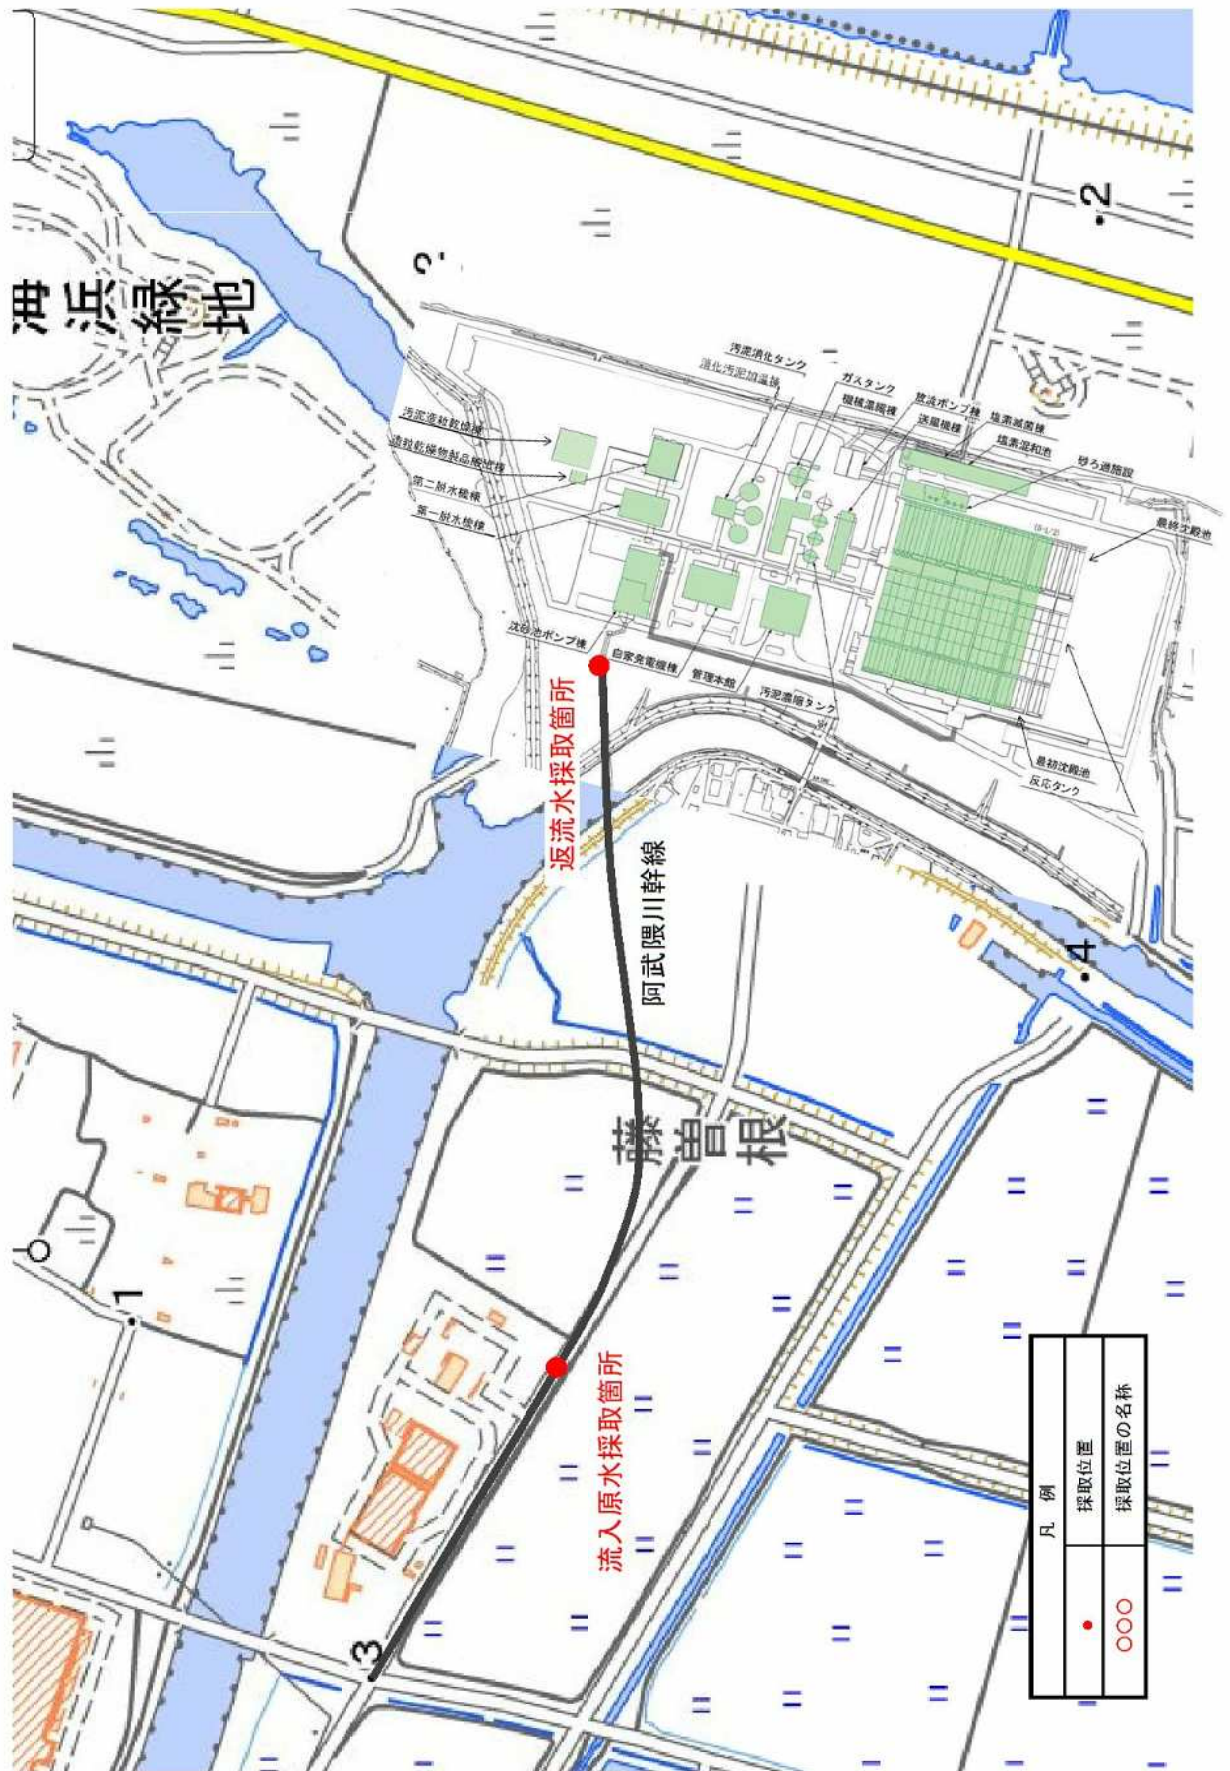 海浜緑地
2
汚泥消化タンク
消化汚泥加温棟
ガスタンク
機械濃縮棟
放流ポンプ棟
送風機棟
塩素滅菌棟
塩素混和池
砂ろ過施設
最終沈殿池
汚泥造粒乾燥棟
造粒乾燥物製品搬出棟
第二脱水機棟
第一脱水機棟
沈砂池ポンプ棟
自家発電機棟
管理本館
汚泥濃縮タンク
最初沈殿池
反応タンク
返流水採取箇所
阿武隈川幹線
4
藤曽根
1
流入原水採取箇所
3
凡 例
採取位置
○○○ 採取位置の名称